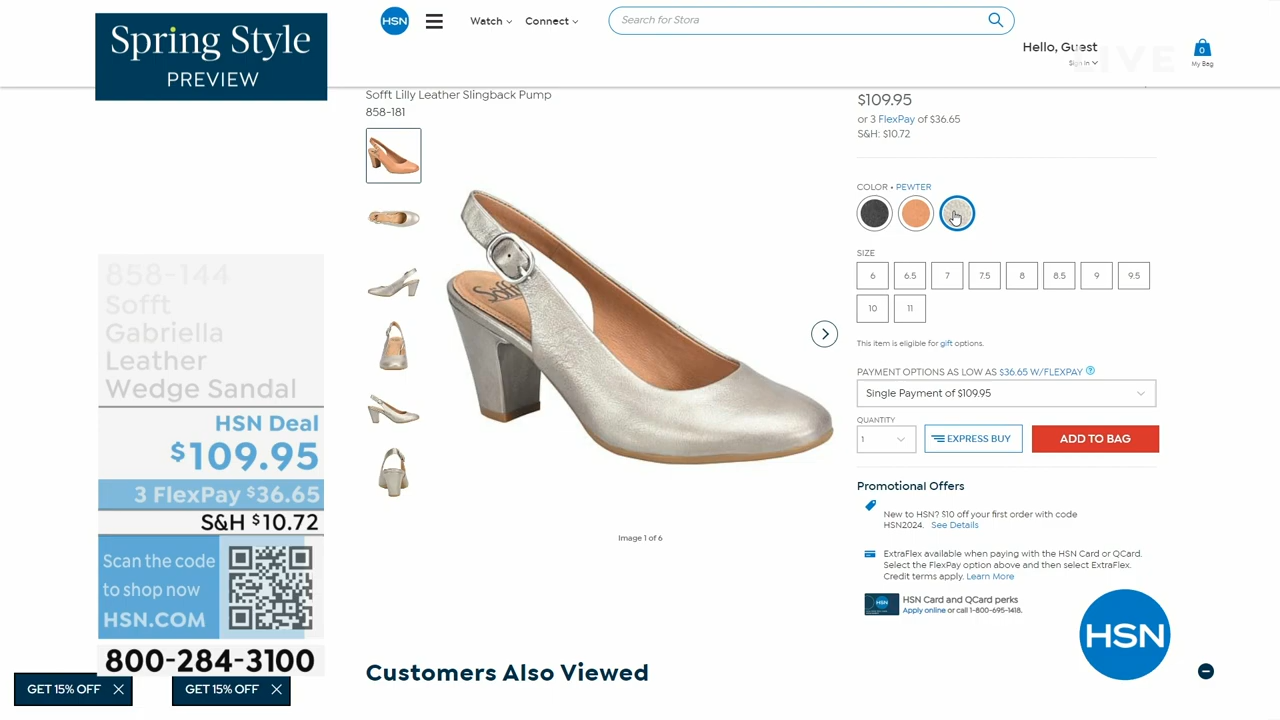 Spring Style
PREVIEW
HSN
Watch
Connect
Search for Stora
Hello, Guest
Sign In
LIVE
0
My Bag
Sofft Lilly Leather Slingback Pump
858-181
$109.95
or 3 FlexPay of $36.65
S&H: $10.72
COLOR • PEWTER
SIZE
6 6.5 7 7.5 8 8.5 9 9.5
10 11
This item is eligible for gift options.
PAYMENT OPTIONS AS LOW AS $36.65 W/FLEXPAY ?
Single Payment of $109.95
QUANTITY
1
EXPRESS BUY
ADD TO BAG
Promotional Offers
New to HSN? $10 off your first order with code
HSN2024. See Details
ExtraFlex available when paying with the HSN Card or QCard.
Select the FlexPay option above and then select ExtraFlex.
Credit terms apply. Learn More
HSN
HSN Card and QCard perks
Apply online or call 1-800-695-1418.
Söfft
Image 1 of 6
858-144
Sofft
Gabriella
Leather
Wedge Sandal
HSN Deal
$109.95
3 FlexPay $36.65
S&H $10.72
Scan the code
to shop now
HSN.COM
800-284-3100
GET 15% OFF
GET 15% OFF
Customers Also Viewed
HSN